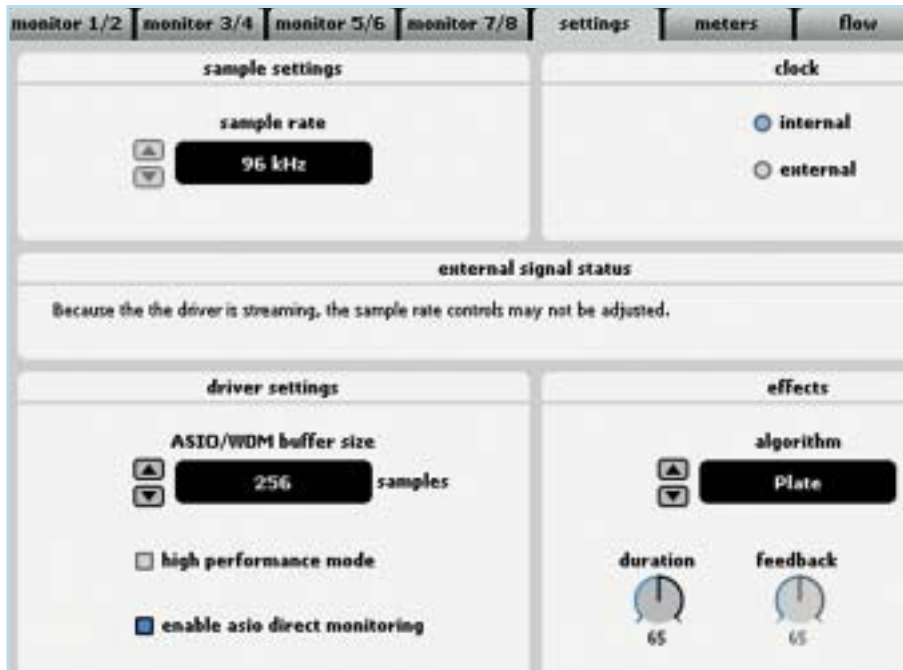 monitor 1/2 monitor 3/4 monitor 5/6 monitor 7/8 settings meters flow
sample settings
sample rate
96 kHz
clock
internal
external
external signal status
Because the the driver is streaming, the sample rate controls may not be adjusted.
driver settings
ASIO/WDM buffer size
256 samples
high performance mode
enable asio direct monitoring
effects
algorithm
Plate
duration feedback
65 65